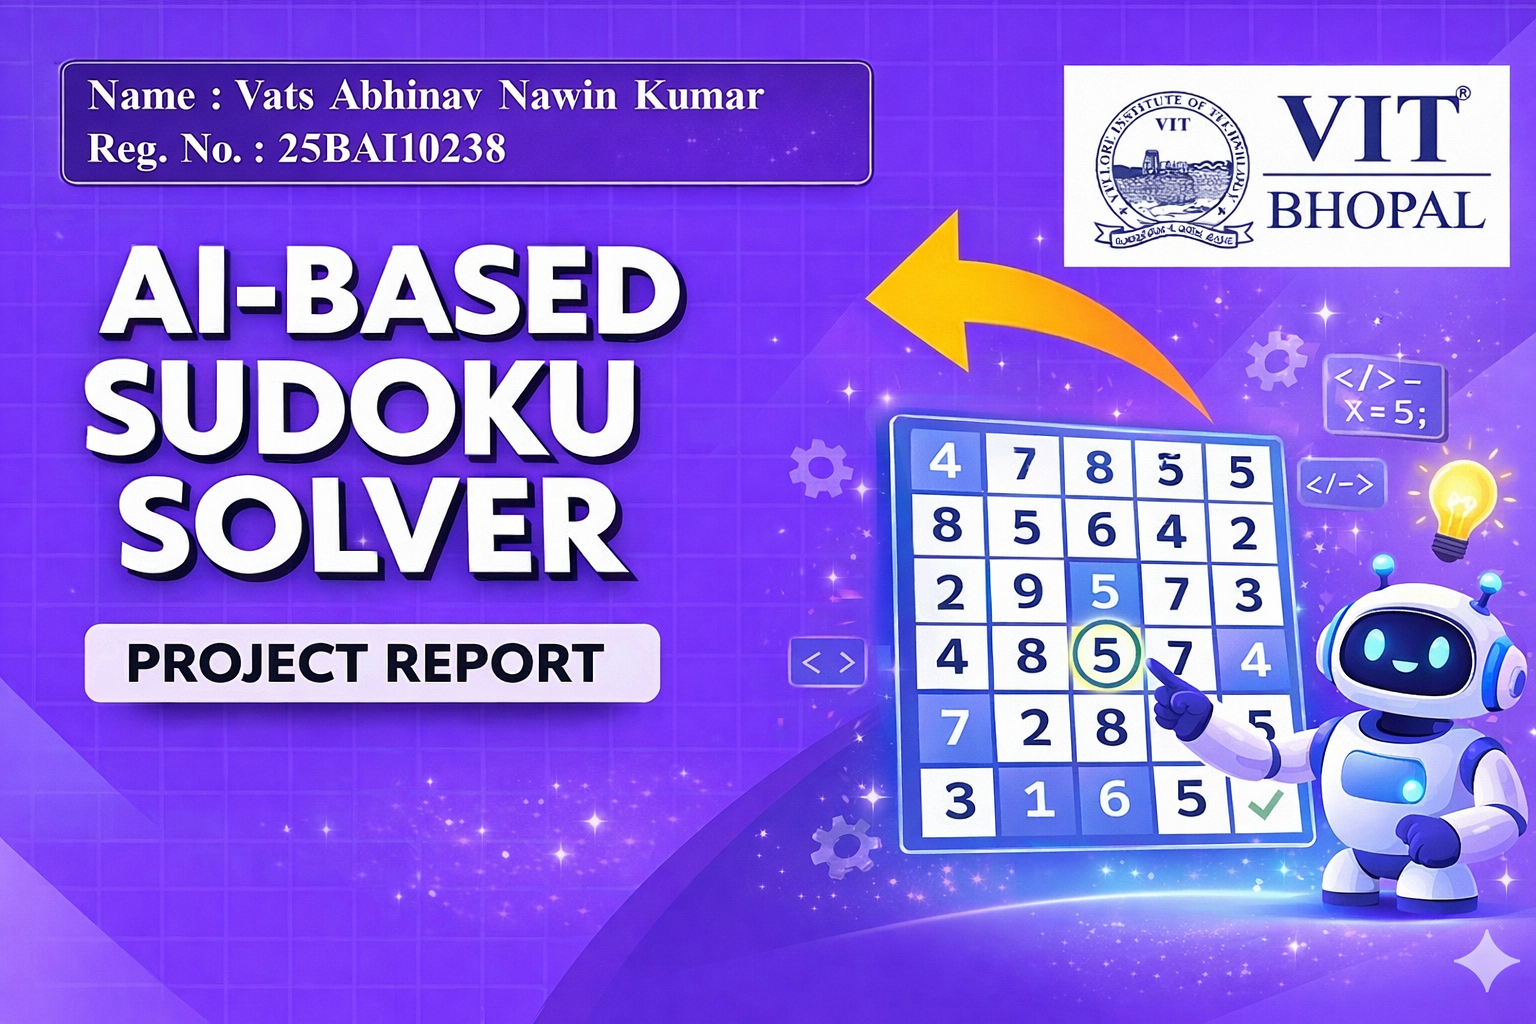 Name : Vats Abhinav Nawin Kumar
Reg. No. : 25BAI10238
VIT
VIT®
BHOPAL
AI-BASED
SUDOKU
SOLVER
PROJECT REPORT
</> –
X = 5;
</–>
< >
4 7 8 5 5
8 5 6 4 2
2 9 5 7 3
4 8 5 7 4
7 2 8 5
3 1 6 5 ✓